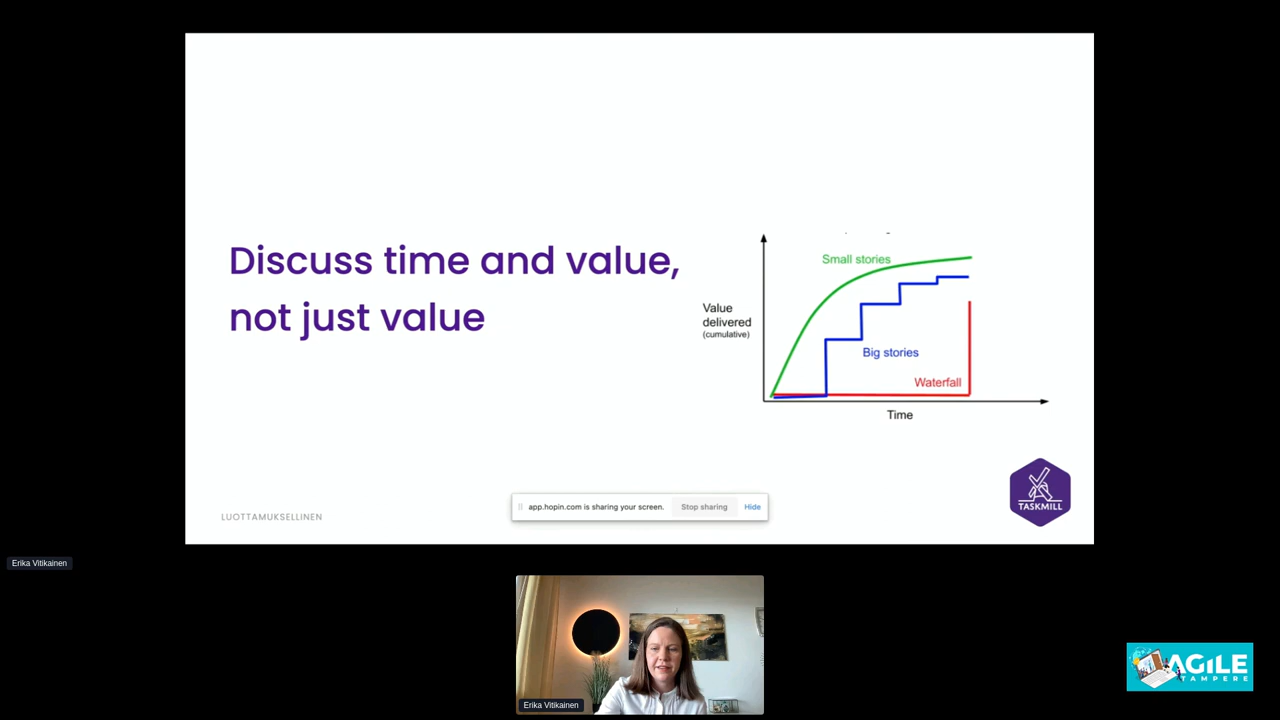 Discuss time and value,
not just value
Small stories
Value
delivered
(cumulative)
Big stories
Waterfall
Time
TASKMILL
LUOTTAMUKSELLINEN
app.hopin.com is sharing your screen.
Stop sharing
Hide
Erika Vitikainen
Erika Vitikainen
AGILE
TAMPERE